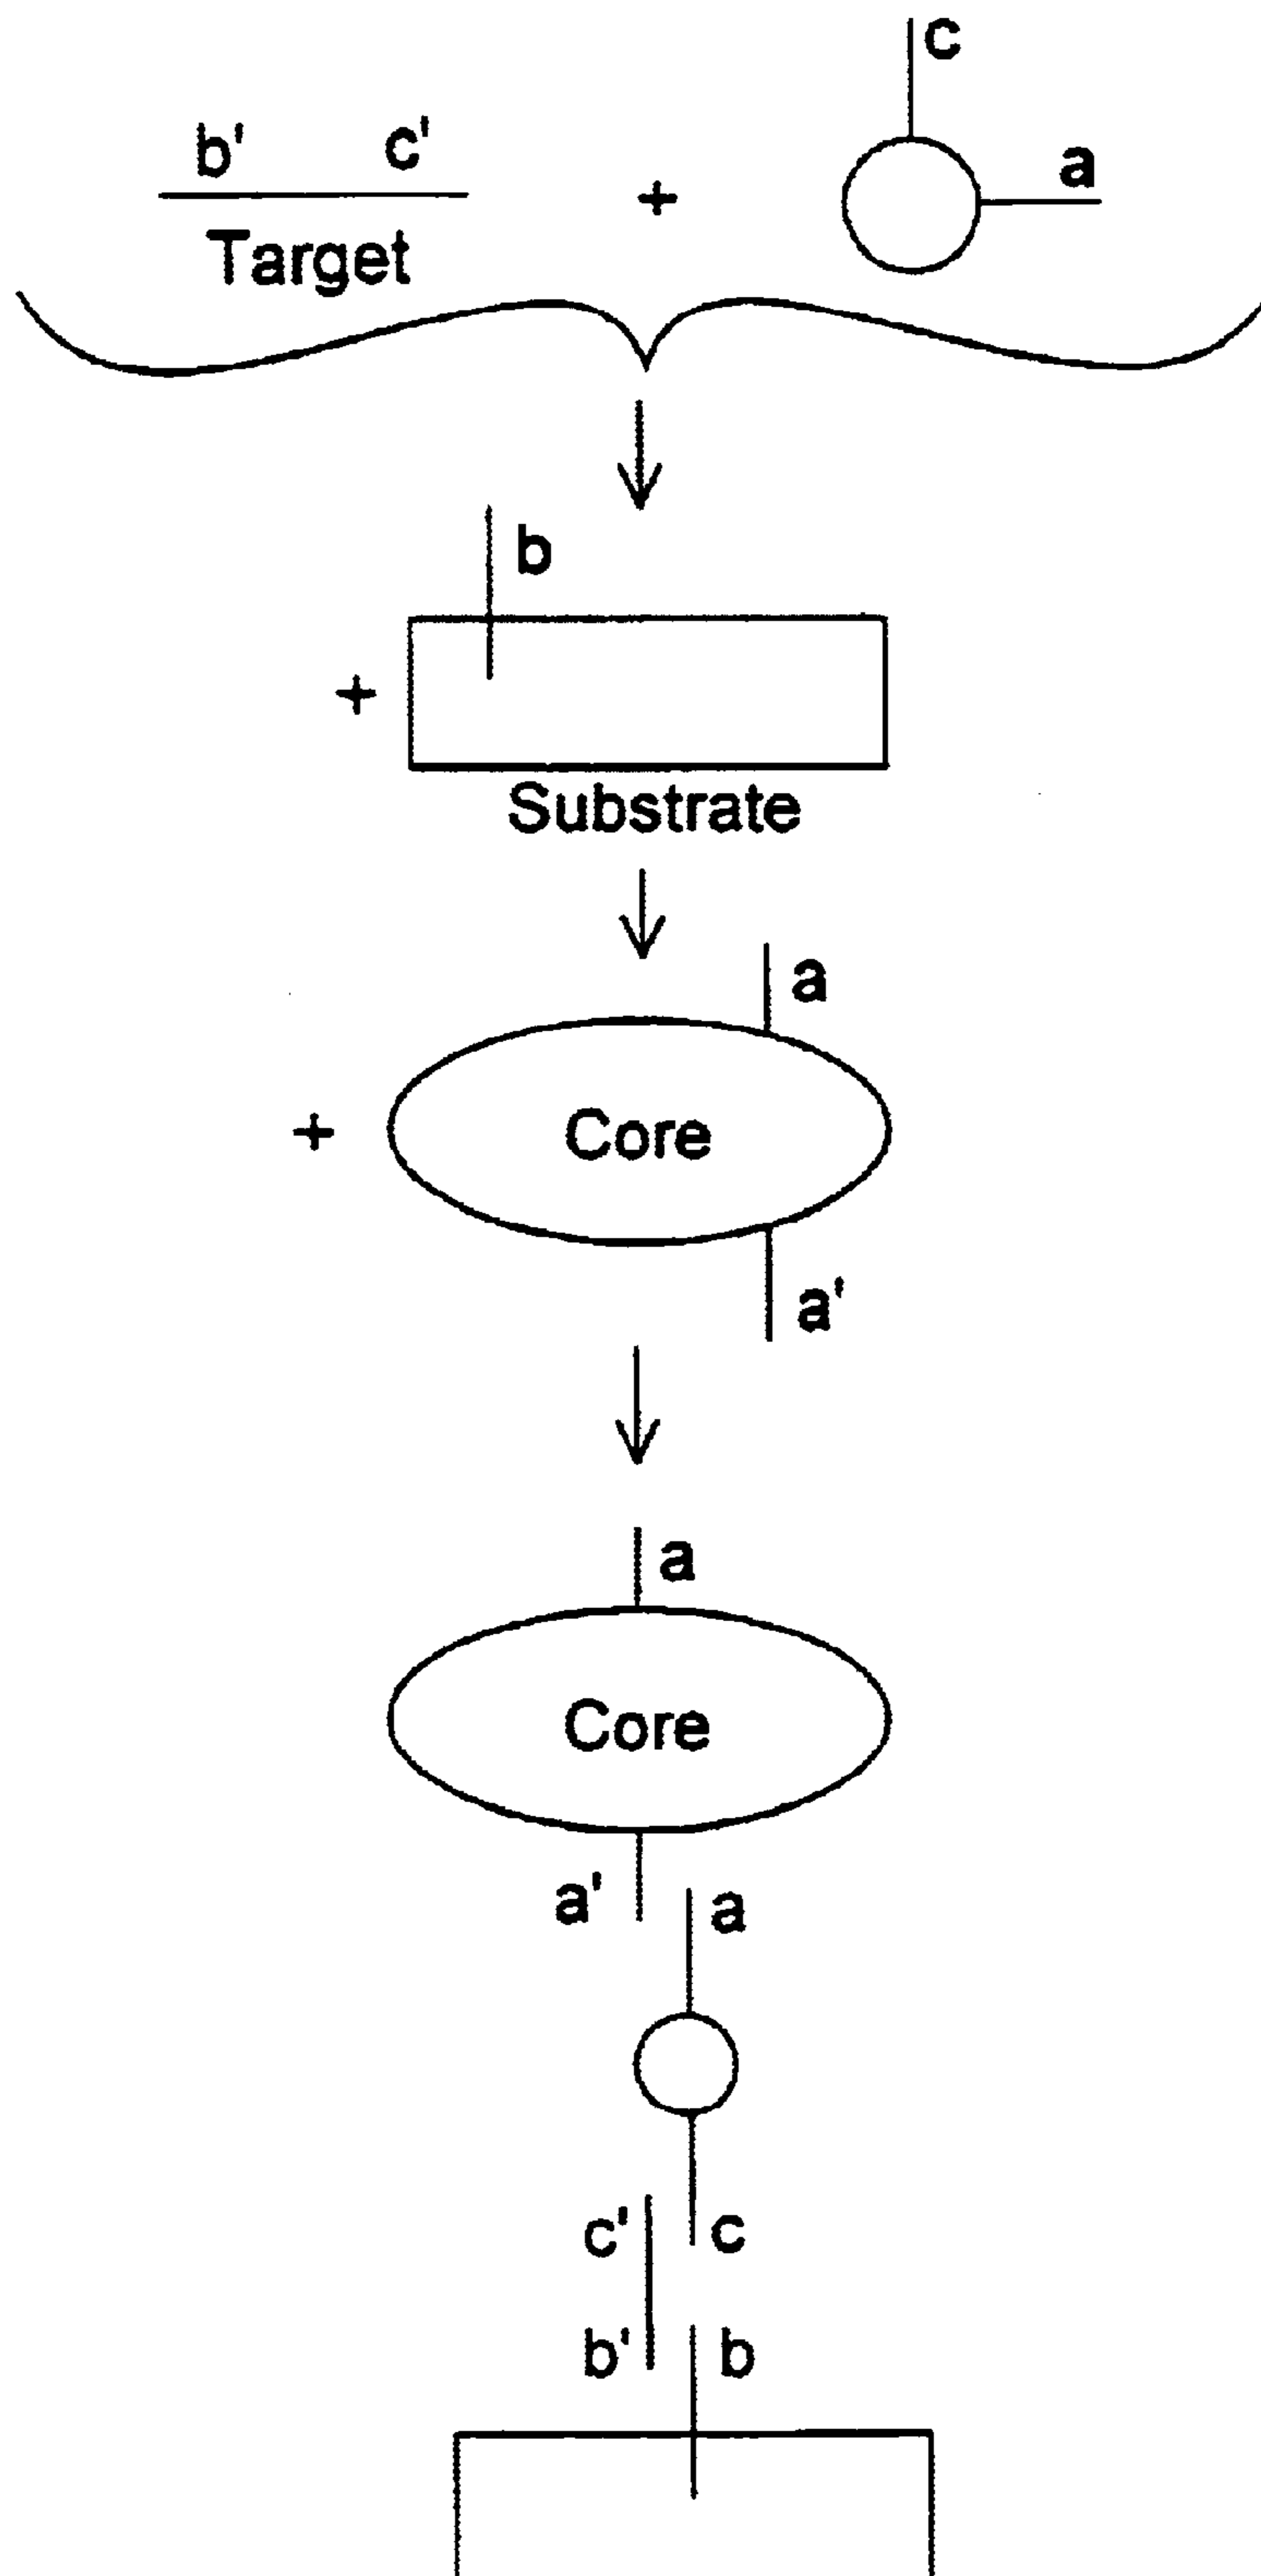 c
b' c'
+
a
Target
b
+
Substrate
a
+
Core
a'
a
Core
a'
a
c'
c
b'
b